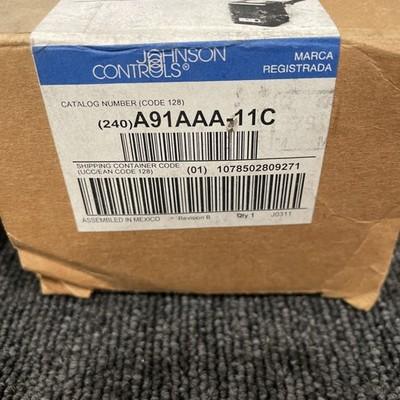 JOHNSON
CONTROLS®
MARCA
REGISTRADA
CATALOG NUMBER (CODE 128)
(240)A91AAA-11C
SHIPPING CONTAINER CODE
(UCC/EAN CODE 128)
(01) 1078502809271
ASSEMBLED IN MEXICO Revision B Qty 1 J0311